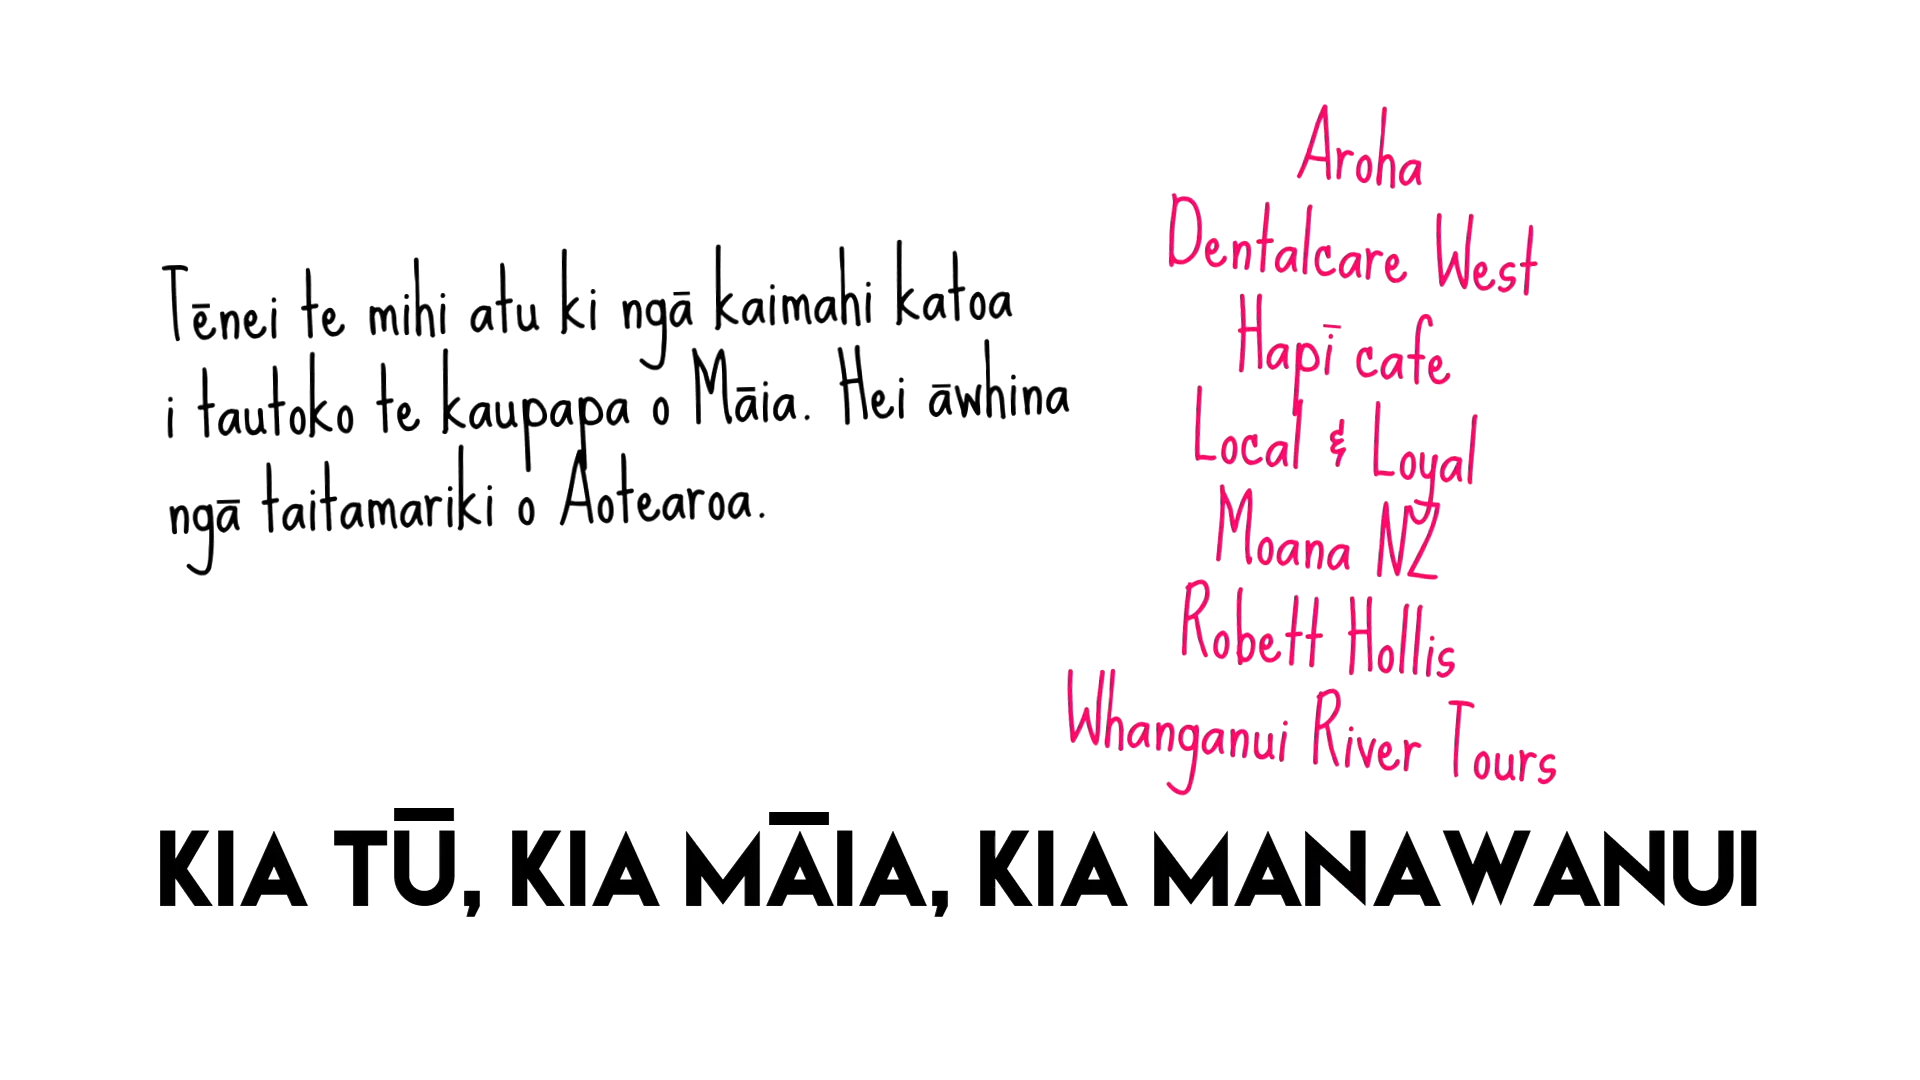 Tēnei te mihi atu ki ngā kaimahi katoa
i tautoko te kaupapa o Māia. Hei āwhina
ngā taitamariki o Aotearoa.
Aroha
Dentalcare West
Hapī cafe
Local & Loyal
Moana NZ
Robett Hollis
Whanganui River Tours
KIA TŪ, KIA MĀIA, KIA MANAWANUI